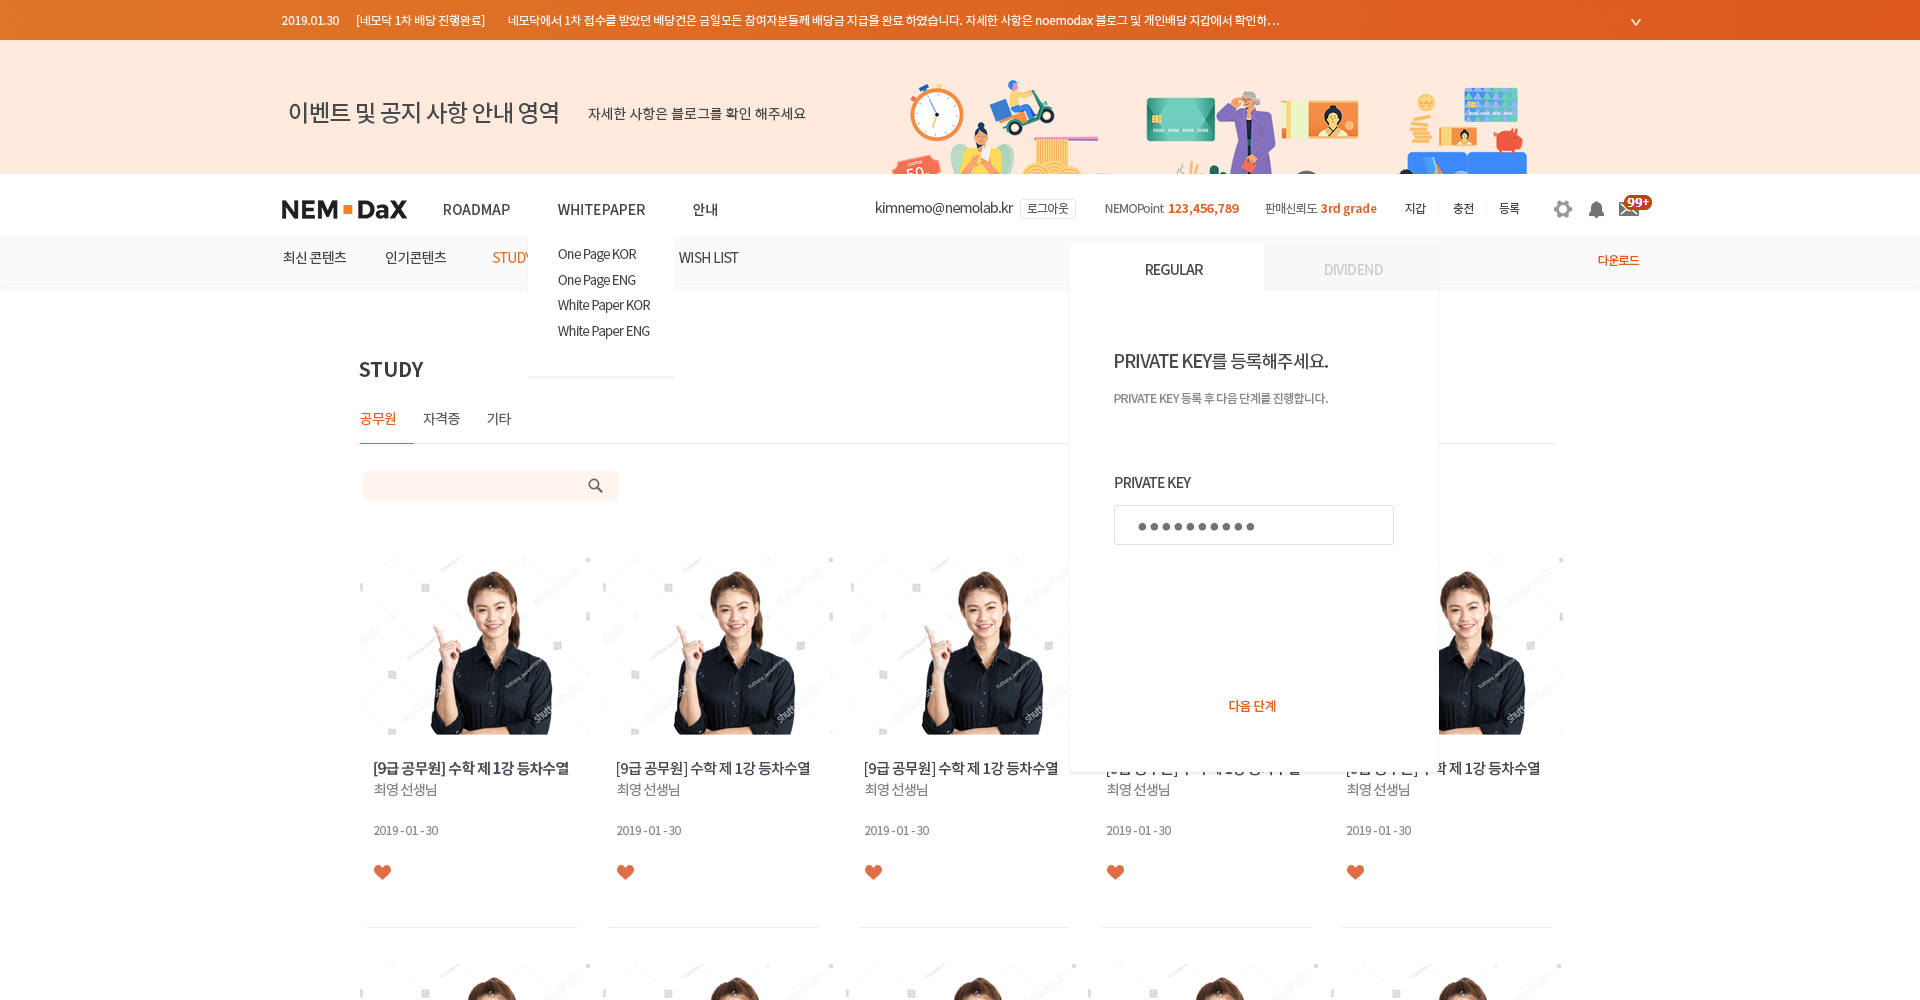 2019.01.30 [네모닥 1차 배당 진행완료] 네모닥에서 1차 접수를 받았던 배당건은 금일모든 참여자분들께 배당금 지급을 완료 하였습니다. 자세한 사항은 noemodax 블로그 및 개인배당 지갑에서 확인하…
이벤트 및 공지 사항 안내 영역 자세한 사항은 블로그를 확인 해주세요
COUPON
NEM DaX ROADMAP WHITEPAPER 안내 kimnemo@nemolab.kr 로그아웃 NEMOPoint 123,456,789 판매신뢰도 3rd grade 지갑 충전 등록 99+
최신 콘텐츠 인기콘텐츠 STUDY WISH LIST 다운로드
One Page KOR
One Page ENG
White Paper KOR
White Paper ENG
REGULAR DIVIDEND
PRIVATE KEY를 등록해주세요.
PRIVATE KEY 등록 후 다음 단계를 진행합니다.
PRIVATE KEY
다음 단계
STUDY
공무원 자격증 기타
[9급 공무원] 수학 제 1강 등차수열
최영 선생님
2019 - 01 - 30
[9급 공무원] 수학 제 1강 등차수열
최영 선생님
2019 - 01 - 30
[9급 공무원] 수학 제 1강 등차수열
최영 선생님
2019 - 01 - 30
최영 선생님
2019 - 01 - 30
학 제 1강 등차수열
최영 선생님
2019 - 01 - 30